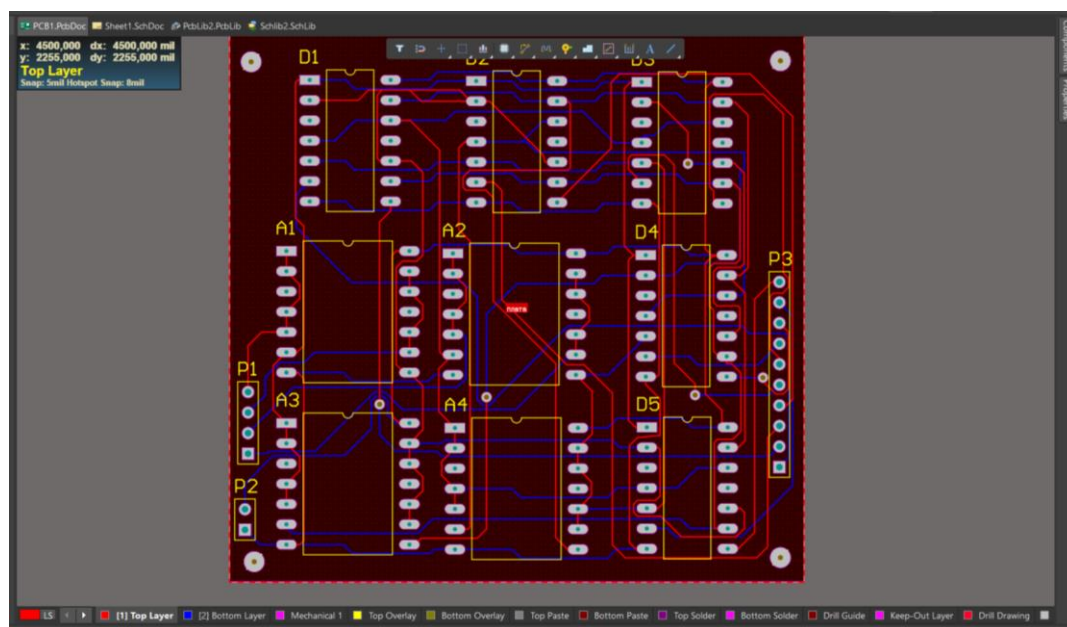 PCB1.PcbDoc Sheet1.SchDoc PcbLib2.PcbLib Schlib2.SchLib
x: 4500,000 dx: 4500,000 mil
y: 2255,000 dy: 2255,000 mil
Top Layer
Snap: 5mil Hotspot Snap: 8mil
Components
Properties
D1 D2 D3
A1 A2 D4
P3
плата
P1
A3 A4 D5
P2
LS [1] Top Layer [2] Bottom Layer Mechanical 1 Top Overlay Bottom Overlay Top Paste Bottom Paste Top Solder Bottom Solder Drill Guide Keep-Out Layer Drill Drawing